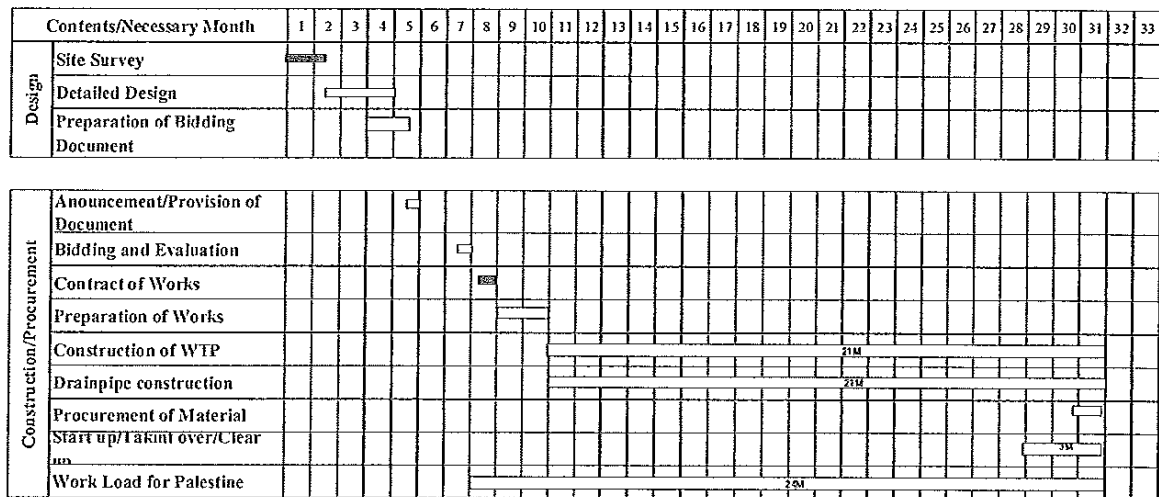 Contents/Necessary Month 1 2 3 4 5 6 7 8 9 10 11 12 13 14 15 16 17 18 19 20 21 22 23 24 25 26 27 28 29 30 31 32 33
Design
Site Survey
Detailed Design
Preparation of Bidding
Document
Construction/Procurement
Anouncement/Provision of
Document
Bidding and Evaluation
Contract of Works
Preparation of Works
Construction of WTP 21M
Drainpipe construction
Procurement of Material
Start up/Takint over/Clear 3M
up
Work Load for Palestine 24M